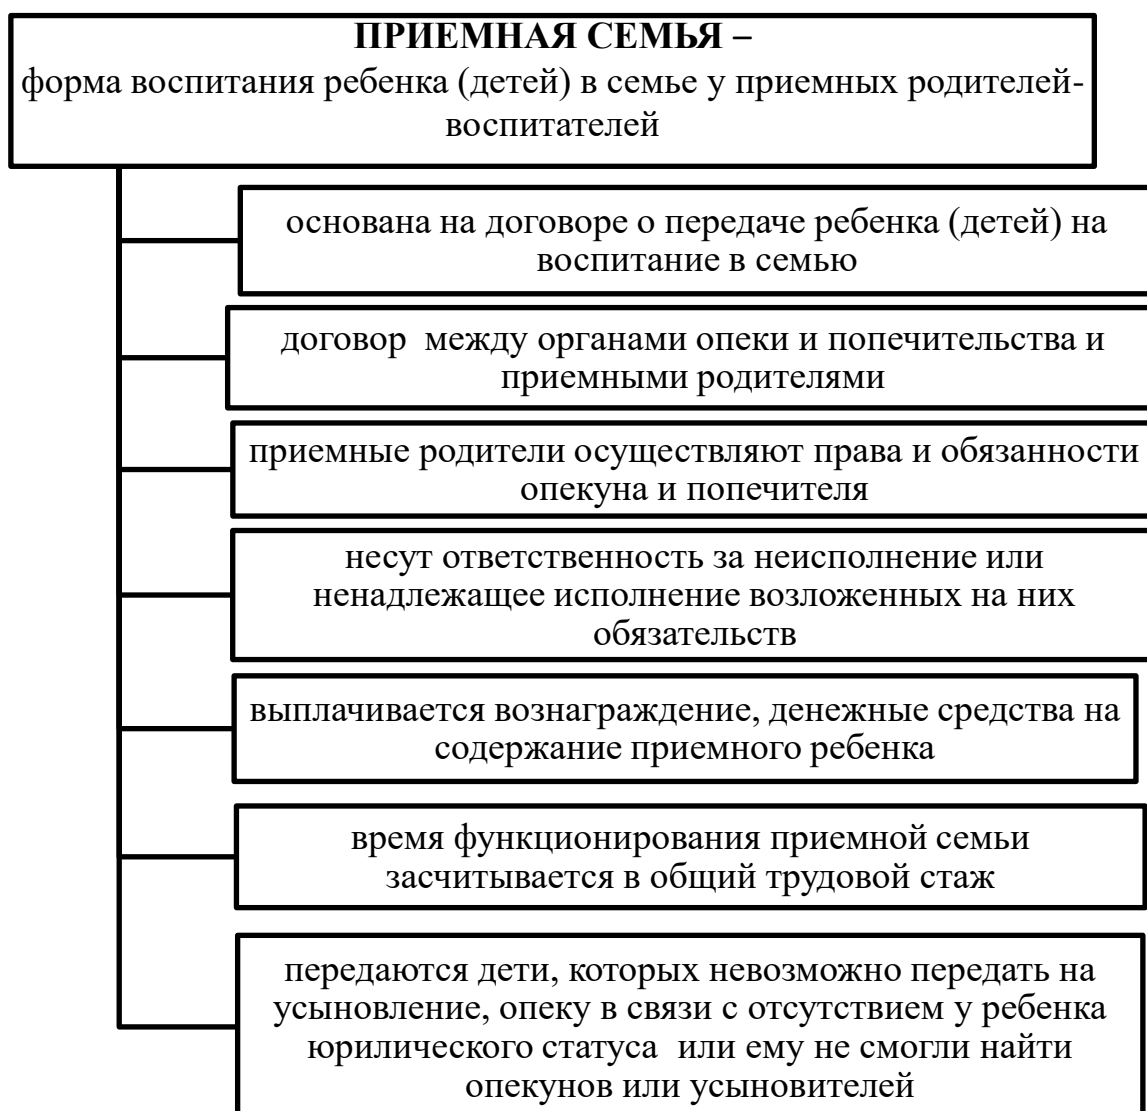 ПРИЕМНАЯ СЕМЬЯ –
форма воспитания ребенка (детей) в семье у приемных родителей-
воспитателей
основана на договоре о передаче ребенка (детей) на
воспитание в семью
договор между органами опеки и попечительства и
приемными родителями
приемные родители осуществляют права и обязанности
опекуна и попечителя
несут ответственность за неисполнение или
ненадлежащее исполнение возложенных на них
обязательств
выплачивается вознаграждение, денежные средства на
содержание приемного ребенка
время функционирования приемной семьи
засчитывается в общий трудовой стаж
передаются дети, которых невозможно передать на
усыновление, опеку в связи с отсутствием у ребенка
юрилического статуса или ему не смогли найти
опекунов или усыновителей